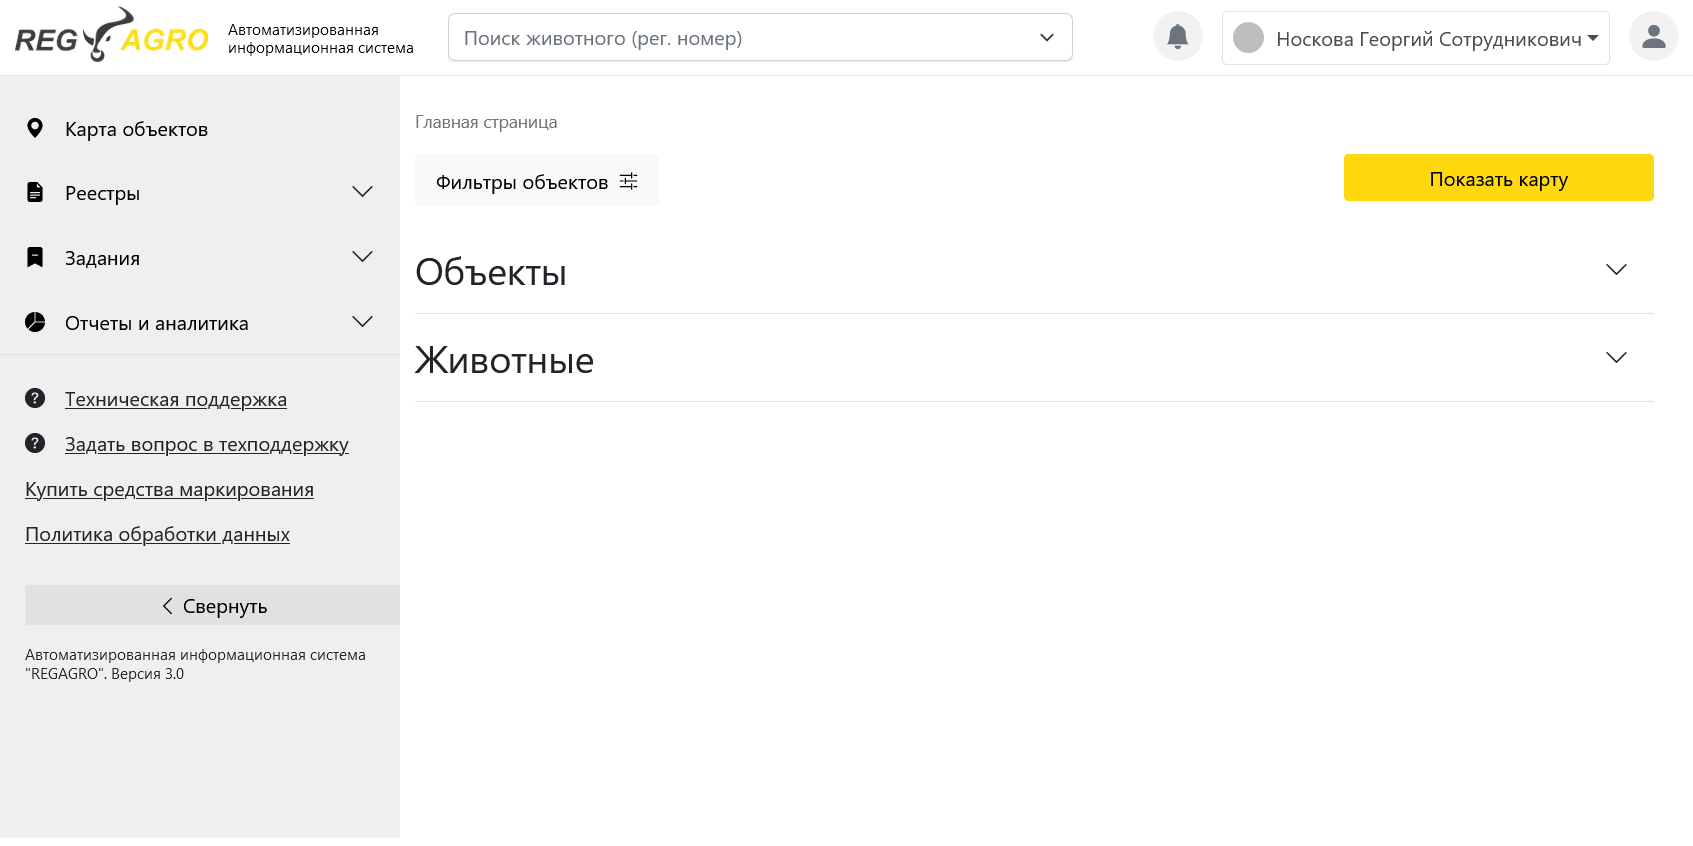 REG AGRO
Автоматизированная
информационная система
Поиск животного (рег. номер)
Носкова Георгий Сотрудникович
Карта объектов
Реестры
Задания
Отчеты и аналитика
Техническая поддержка
Задать вопрос в техподдержку
Купить средства маркирования
Политика обработки данных
Свернуть
Автоматизированная информационная система
"REGAGRO". Версия 3.0
Главная страница
Фильтры объектов
Показать карту
Объекты
Животные